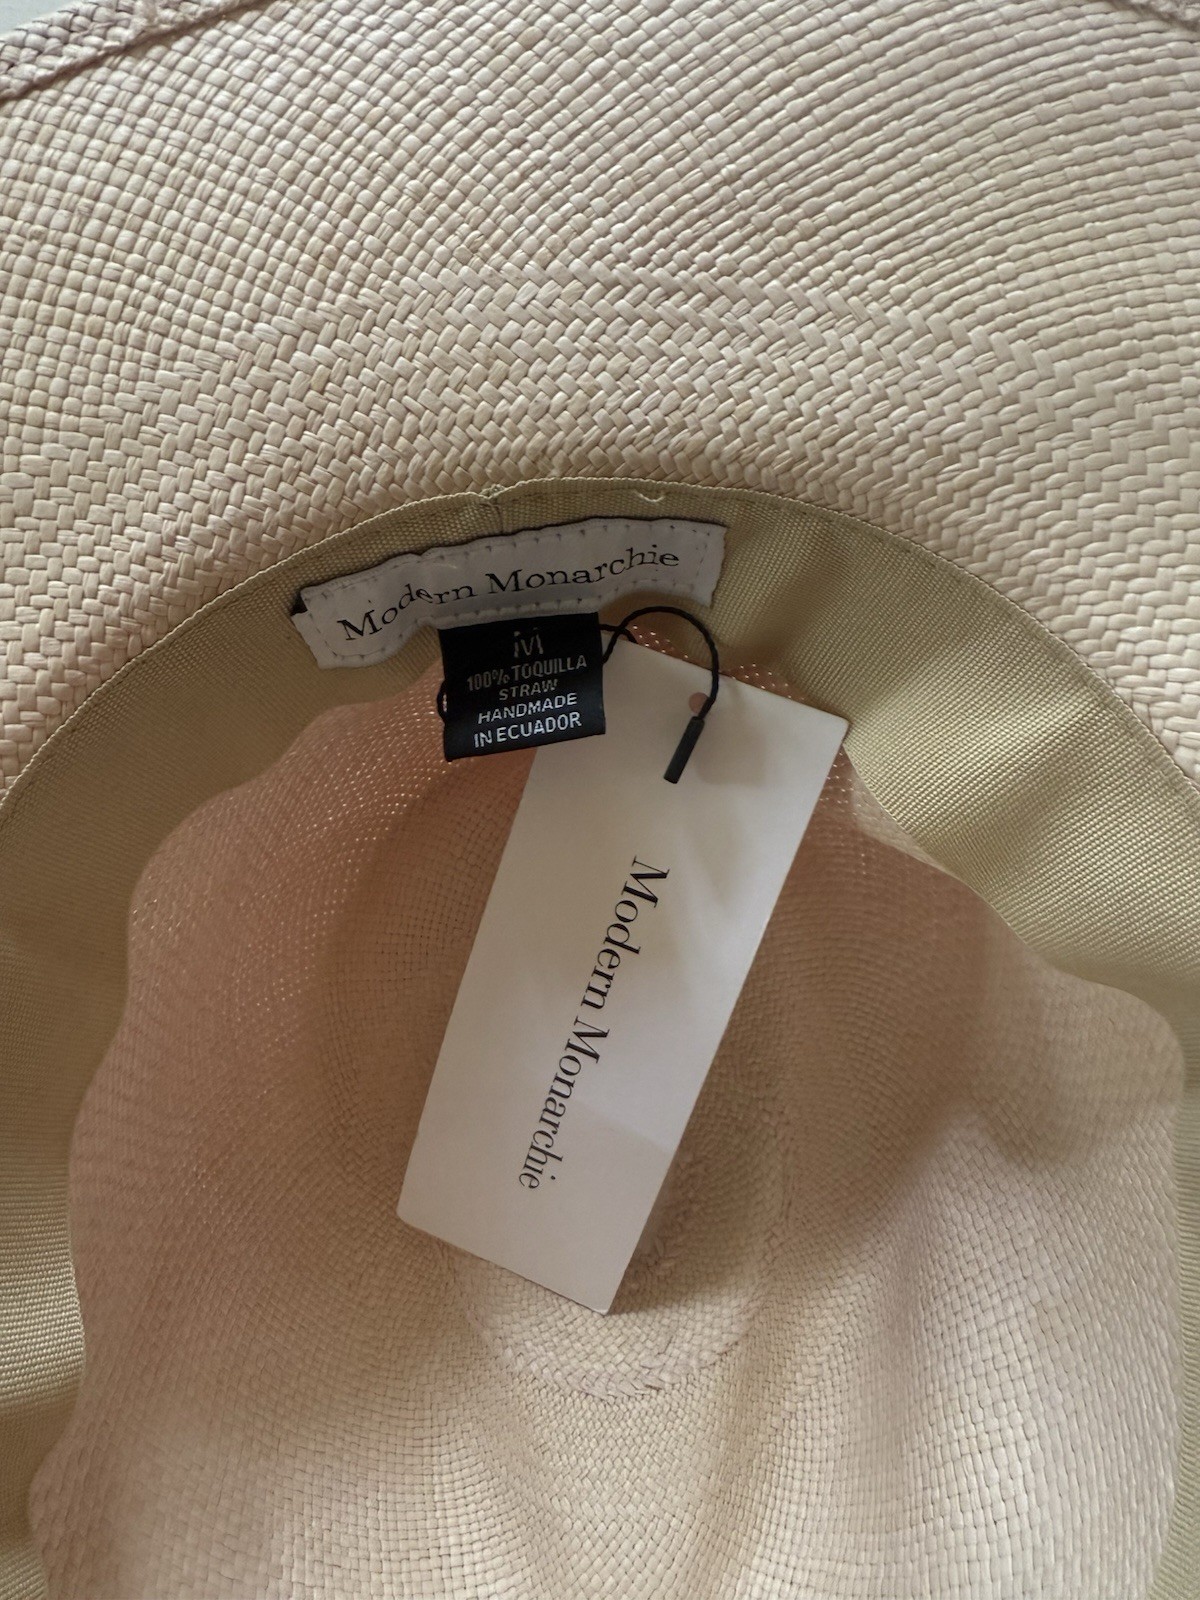 Modern Monarchie
M
100% TOQUILLA
STRAW
HANDMADE
IN ECUADOR
Modern Monarchie